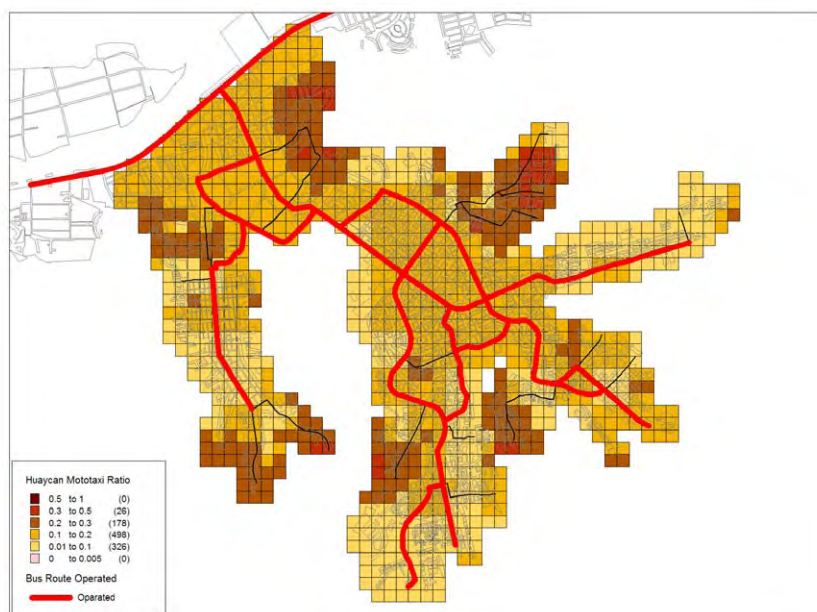 Huaycan Mototaxi Ratio
0.5 to 1 (0)
0.3 to 0.5 (26)
0.2 to 0.3 (178)
0.1 to 0.2 (498)
0.01 to 0.1 (326)
0 to 0.005 (0)
Bus Route Operated
Oparated